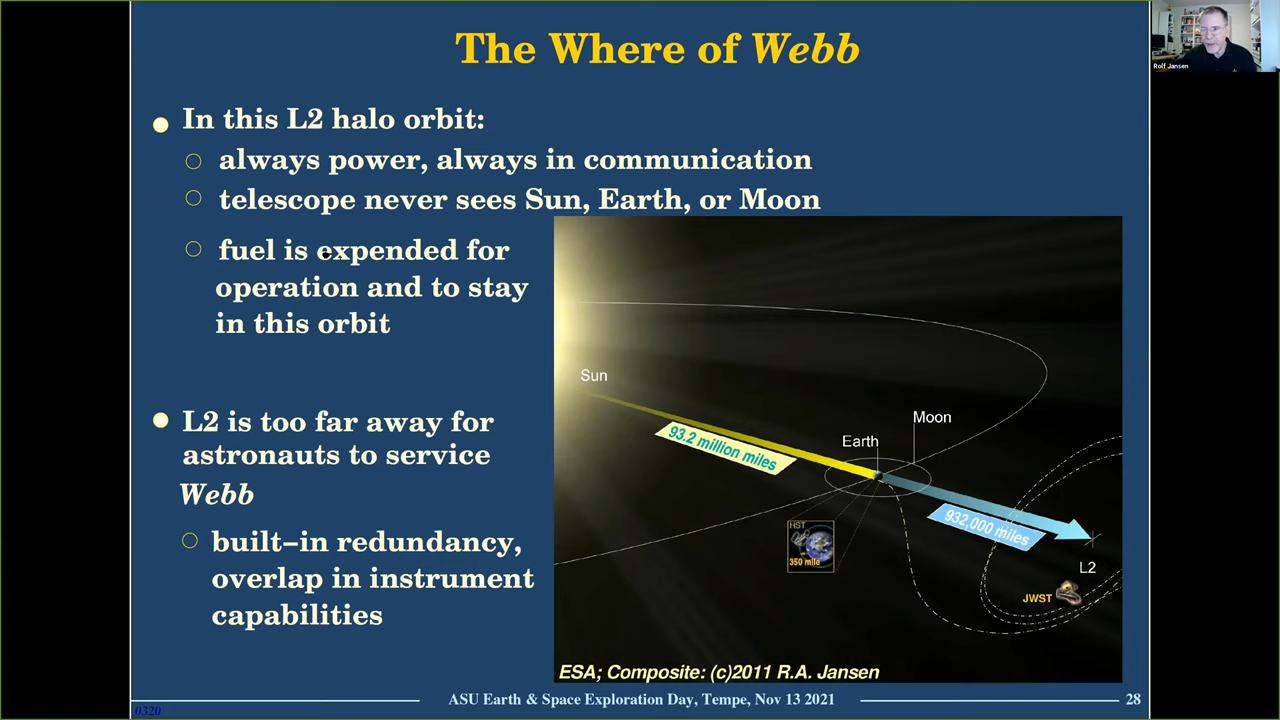 The Where of Webb
Rolf Jansen
In this L2 halo orbit:
always power, always in communication
telescope never sees Sun, Earth, or Moon
fuel is expended for
operation and to stay
in this orbit
L2 is too far away for
astronauts to service
Webb
built-in redundancy,
overlap in instrument
capabilities
Sun
93.2 million miles
Earth
Moon
HST
350 mile
932,000 miles
L2
JWST
ESA; Composite: (c)2011 R.A. Jansen
ASU Earth & Space Exploration Day, Tempe, Nov 13 2021
28
0320